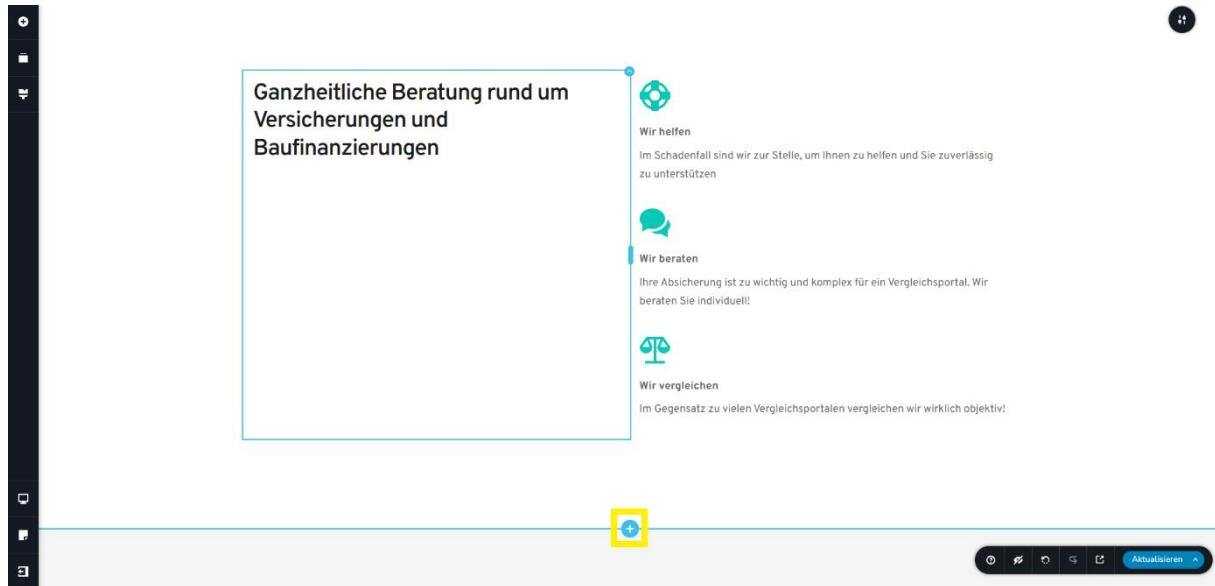 Ganzheitliche Beratung rund um
Versicherungen und
Baufinanzierungen
Wir helfen
Im Schadenfall sind wir zur Stelle, um Ihnen zu helfen und Sie zuverlässig
zu unterstützen
Wir beraten
Ihre Absicherung ist zu wichtig und komplex für ein Vergleichsportal. Wir
beraten Sie individuell!
Wir vergleichen
Im Gegensatz zu vielen Vergleichsportalen vergleichen wir wirklich objektiv!
Aktualisieren